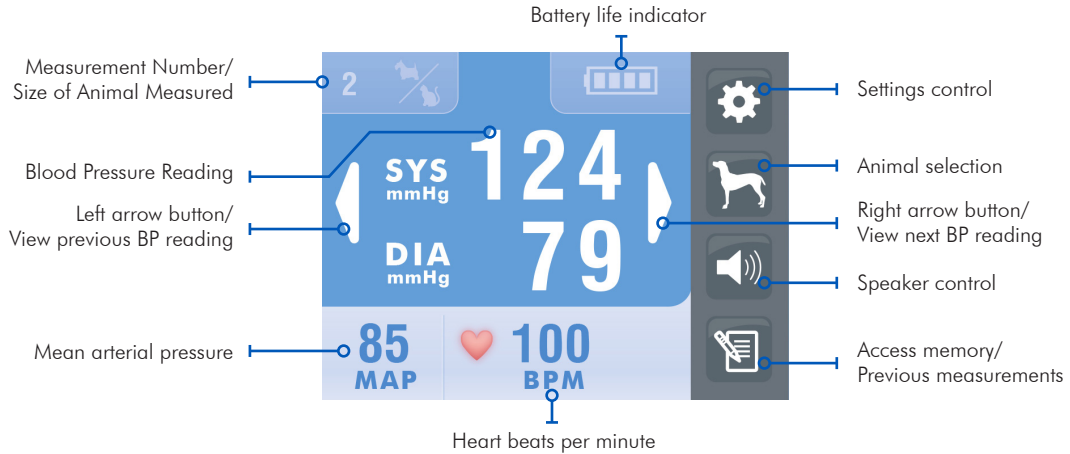 Battery life indicator
Measurement Number/
Size of Animal Measured
2
Settings control
Blood Pressure Reading
SYS
mmHg
124
Animal selection
Left arrow button/
View previous BP reading
Right arrow button/
View next BP reading
DIA
mmHg
79
Speaker control
Mean arterial pressure
85
MAP
100
BPM
Access memory/
Previous measurements
Heart beats per minute